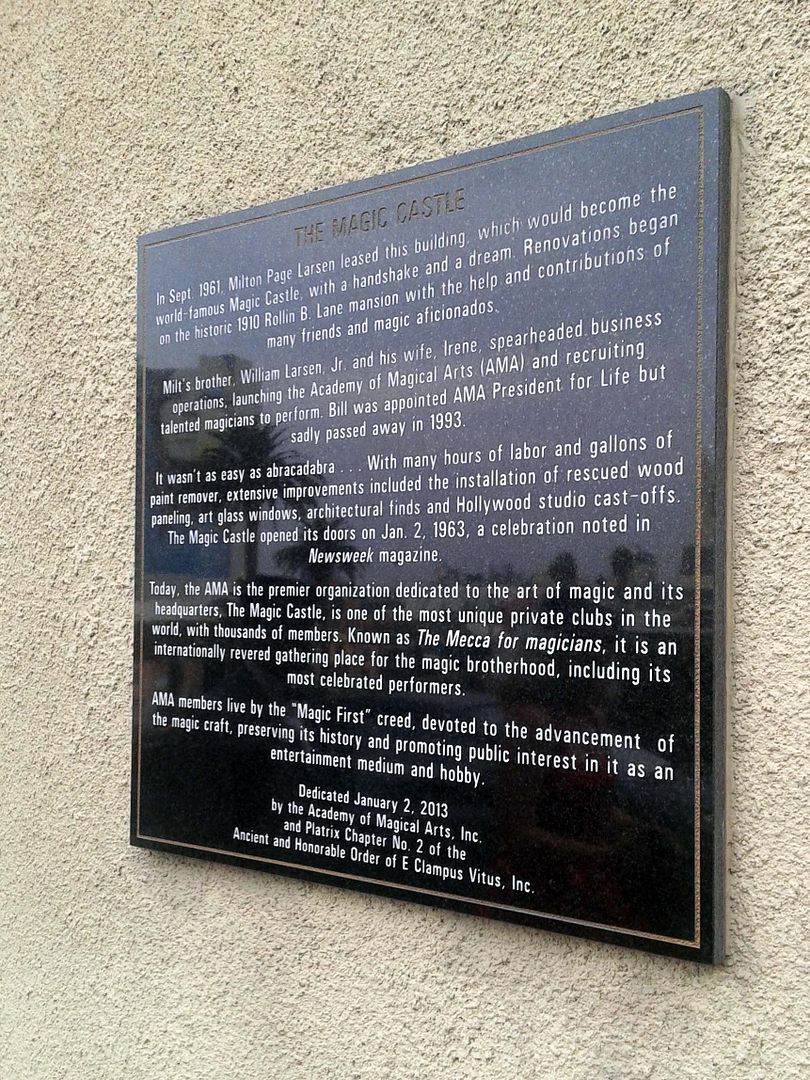 THE MAGIC CASTLE
In Sept. 1961, Milton Page Larsen leased this building, which would become the
world-famous Magic Castle, with a handshake and a dream. Renovations began
on the historic 1910 Rollin B. Lane mansion with the help and contributions of
many friends and magic aficionados.
Milt's brother, William Larsen, Jr. and his wife, Irene, spearheaded business
operations, launching the Academy of Magical Arts (AMA) and recruiting
talented magicians to perform. Bill was appointed AMA President for Life but
sadly passed away in 1993.
It wasn't as easy as abracadabra . . . With many hours of labor and gallons of
paint remover, extensive improvements included the installation of rescued wood
paneling, art glass windows, architectural finds and Hollywood studio cast-offs.
The Magic Castle opened its doors on Jan. 2, 1963, a celebration noted in
Newsweek magazine.
Today, the AMA is the premier organization dedicated to the art of magic and its
headquarters, The Magic Castle, is one of the most unique private clubs in the
world, with thousands of members. Known as The Mecca for magicians, it is an
internationally revered gathering place for the magic brotherhood, including its
most celebrated performers.
AMA members live by the "Magic First" creed, devoted to the advancement of
the magic craft, preserving its history and promoting public interest in it as an
entertainment medium and hobby.
Dedicated January 2, 2013
by the Academy of Magical Arts, Inc.
and Platrix Chapter No. 2 of the
Ancient and Honorable Order of E Clampus Vitus, Inc.